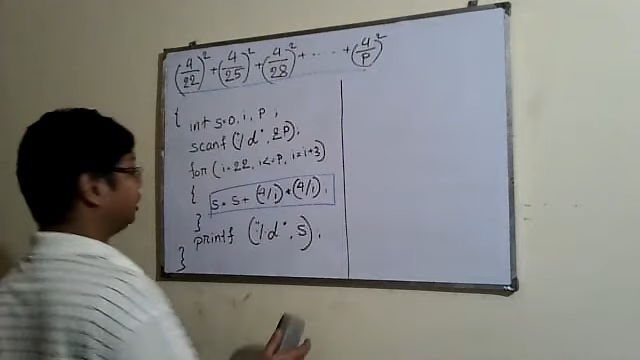 (4/22)² + (4/25)² + (4/28)² + ..... + (4/P)²
{
int s=0, i, P ;
scanf ("%d", &P);
for (i=22, i<=P, i=i+3)
{
s = s + (4/i) * (4/i);
}
printf ("%d", s);
}